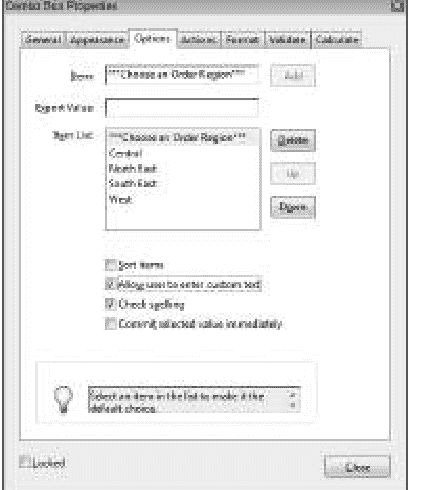 Combo Box Properties
General Appearance Options Actions Format Validate Calculate
Item: ***Choose an Order Region*** Add
Export Value:
Item List: ***Choose an Order Region*** Delete
Central
North East Up
South East
West Down
Sort items
Allow user to enter custom text
Check spelling
Commit selected value immediately
Select an item in the list to make it the
default choice.
Locked Close